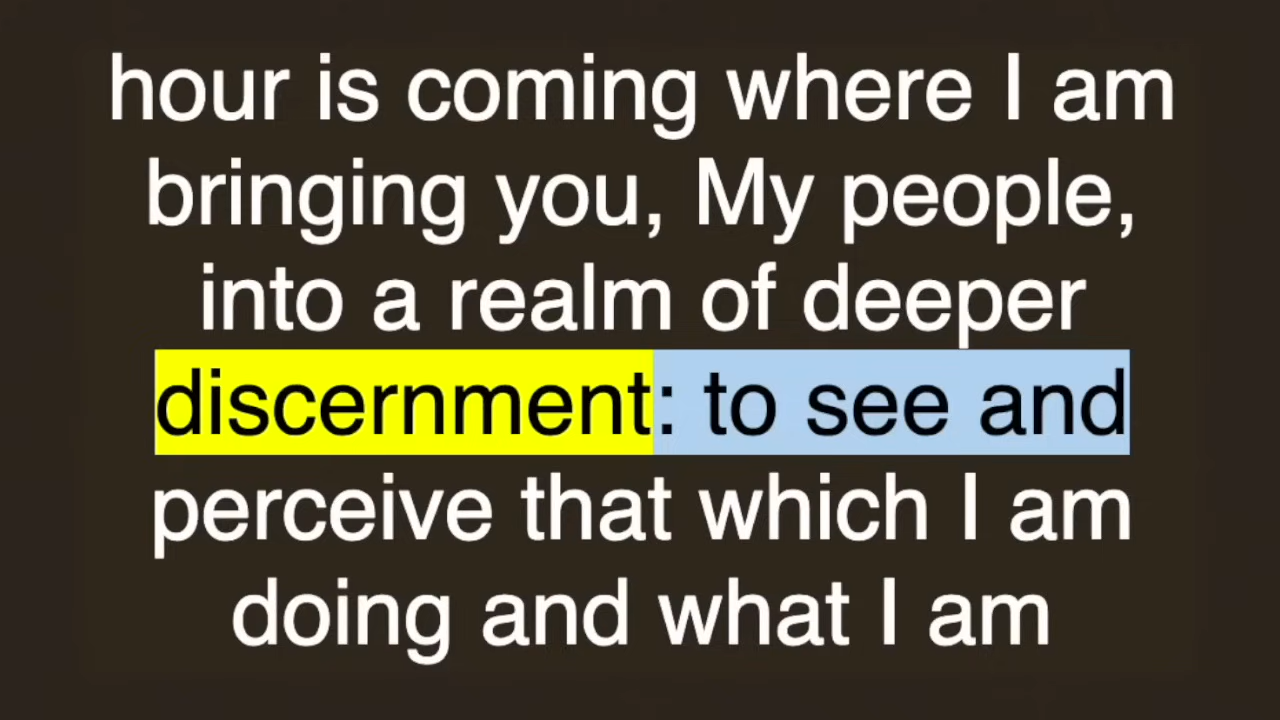 hour is coming where I am
bringing you, My people,
into a realm of deeper
discernment: to see and
perceive that which I am
doing and what I am